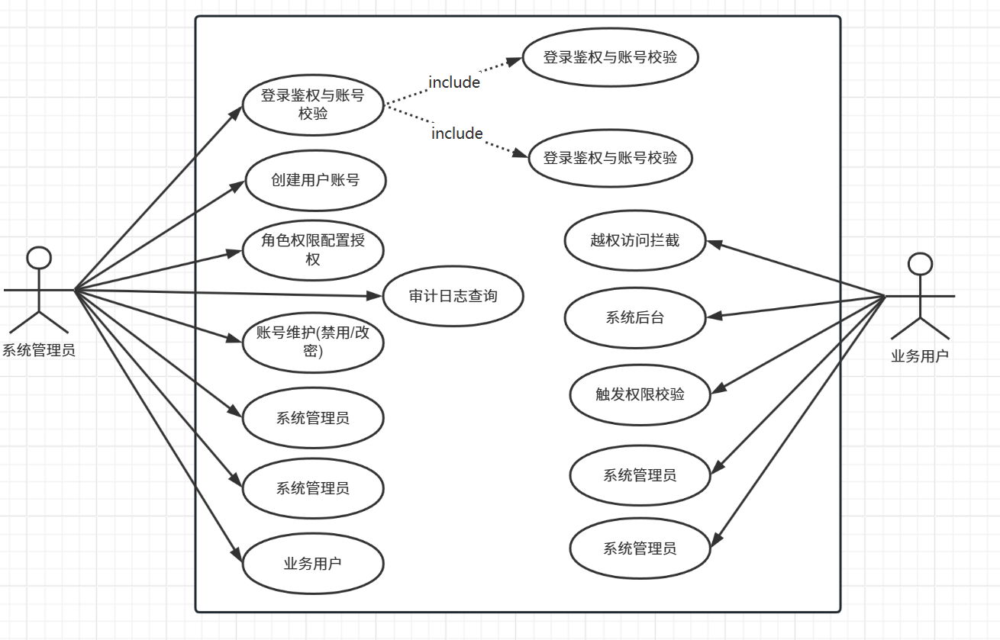 登录鉴权与账号校验
include
登录鉴权与账号
校验
include
登录鉴权与账号校验
创建用户账号
角色权限配置授
权
越权访问拦截
审计日志查询
系统后台
账号维护(禁用/改
密)
系统管理员
业务用户
触发权限校验
系统管理员
系统管理员
系统管理员
业务用户
系统管理员